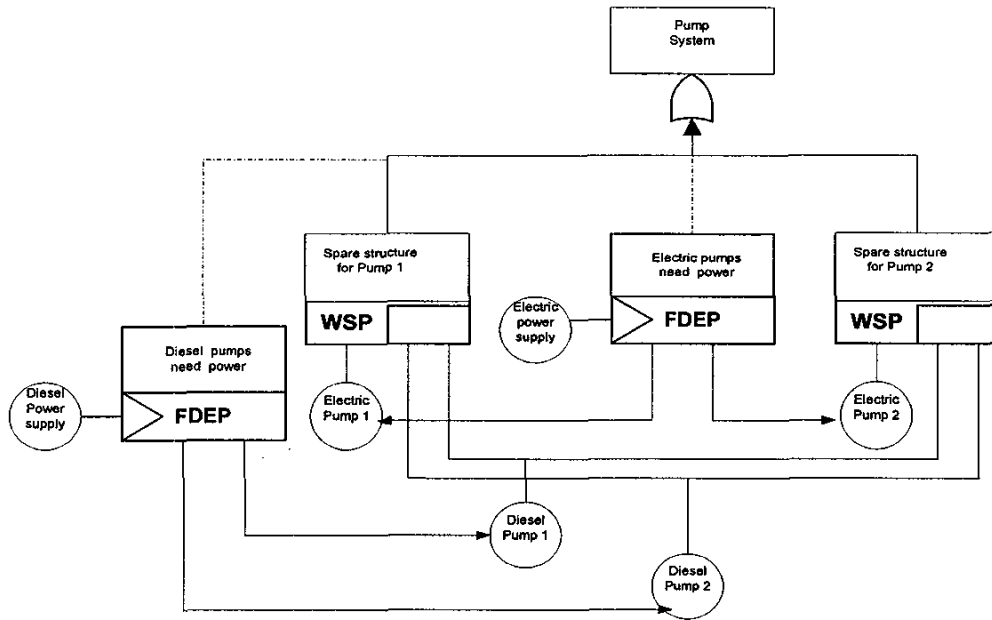 Pump
System
Spare structure
for Pump 1
WSP
Electric pumps
need power
FDEP
Electric
power
supply
Spare structure
for Pump 2
WSP
Diesel pumps
need power
FDEP
Diesel
Power
supply
Electric
Pump 1
Electric
Pump 2
Diesel
Pump 1
Diesel
Pump 2